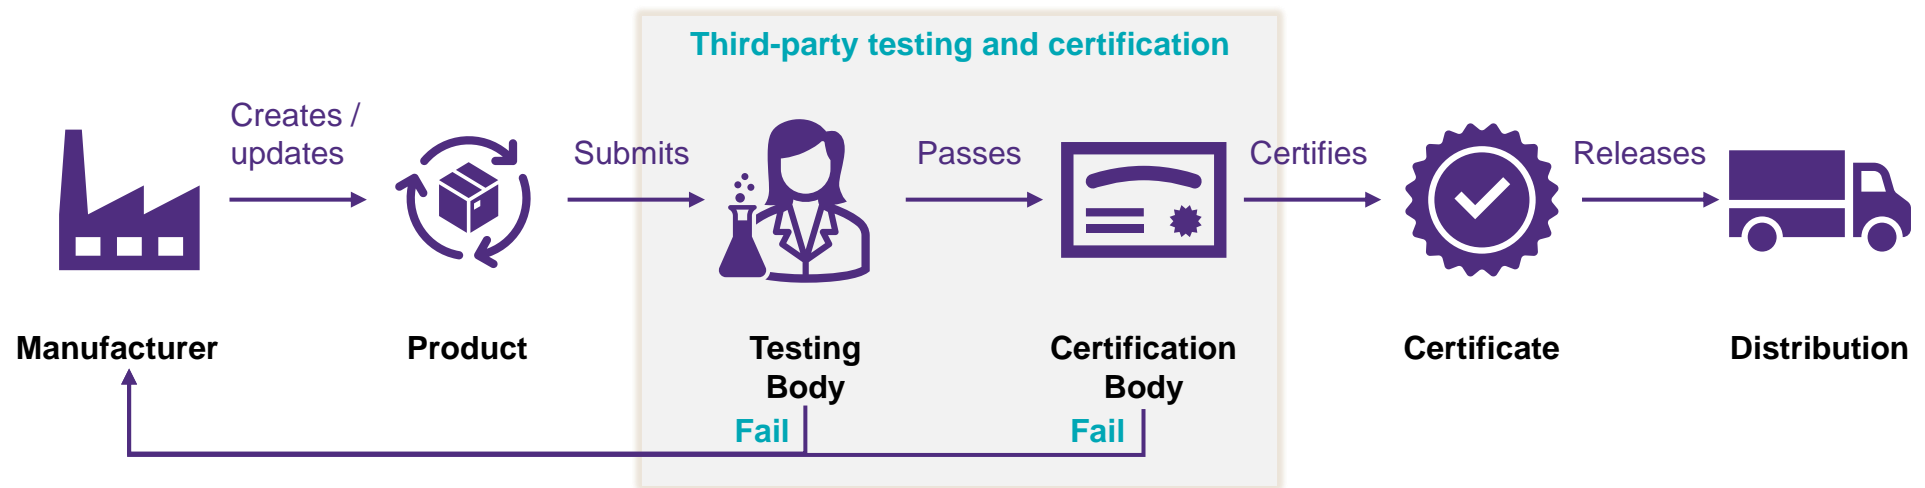 Third-party testing and certification
Creates /
updates
Submits
Passes
Certifies
Releases
Manufacturer
Product
Testing
Body
Certification
Body
Certificate
Distribution
Fail
Fail